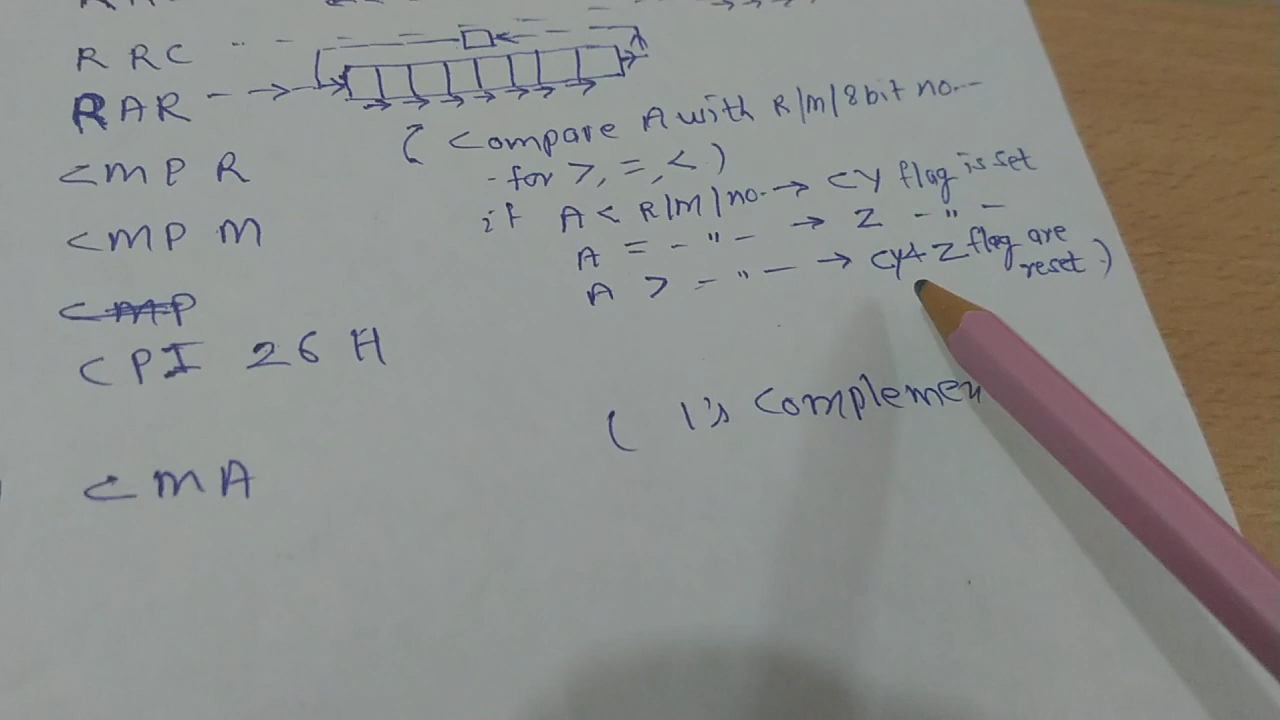 R RC " - - -
RAR - - →
( Compare A with R/M/8bit no.--
CMP R
- for >, =, <.)
if A < R/M/no. → CY flag is set
CMP M
A = - " - → Z - " -
A > - " - → CY & Z flag are reset )
CMP
CPI 26 H
( 1's Complemen
CMA